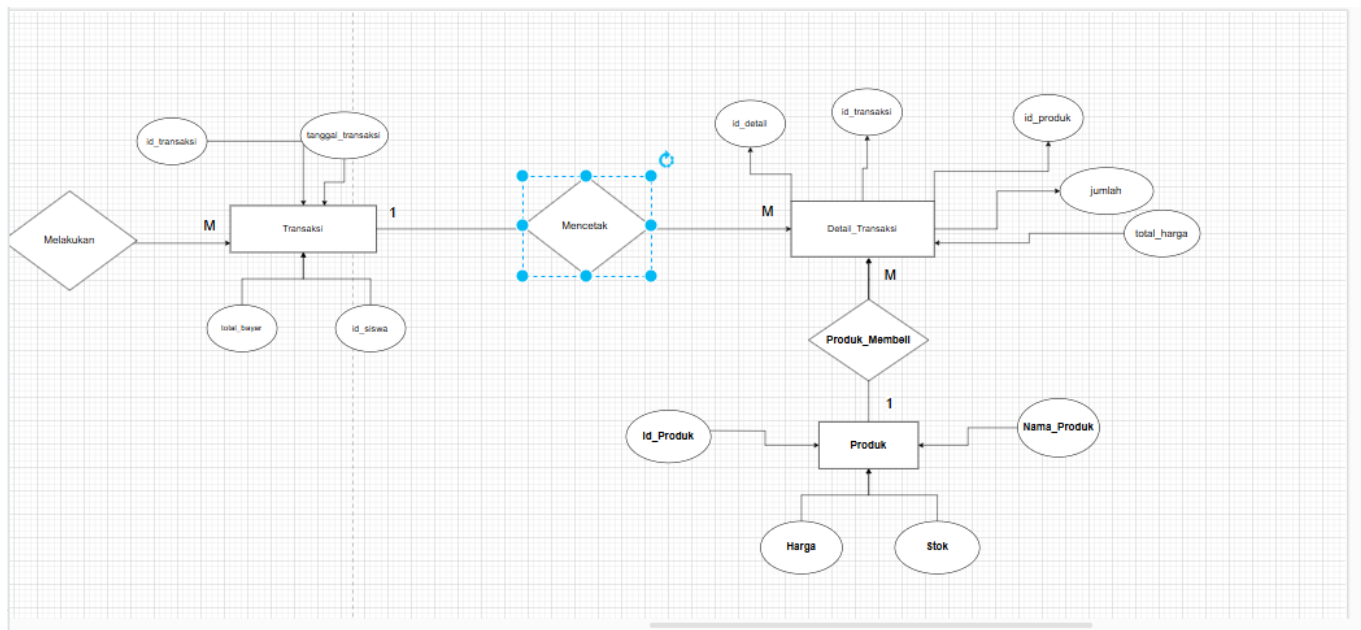 id_transaksi
tanggal_transaksi
id_detail
id_transaksi
id_produk
jumlah
total_harga
Melakukan
M
Transaksi
1
Mencetak
M
Detail_Transaksi
total_bayar
id_siswa
M
Produk_Membeli
1
Id_Produk
Produk
Nama_Produk
Harga
Stok